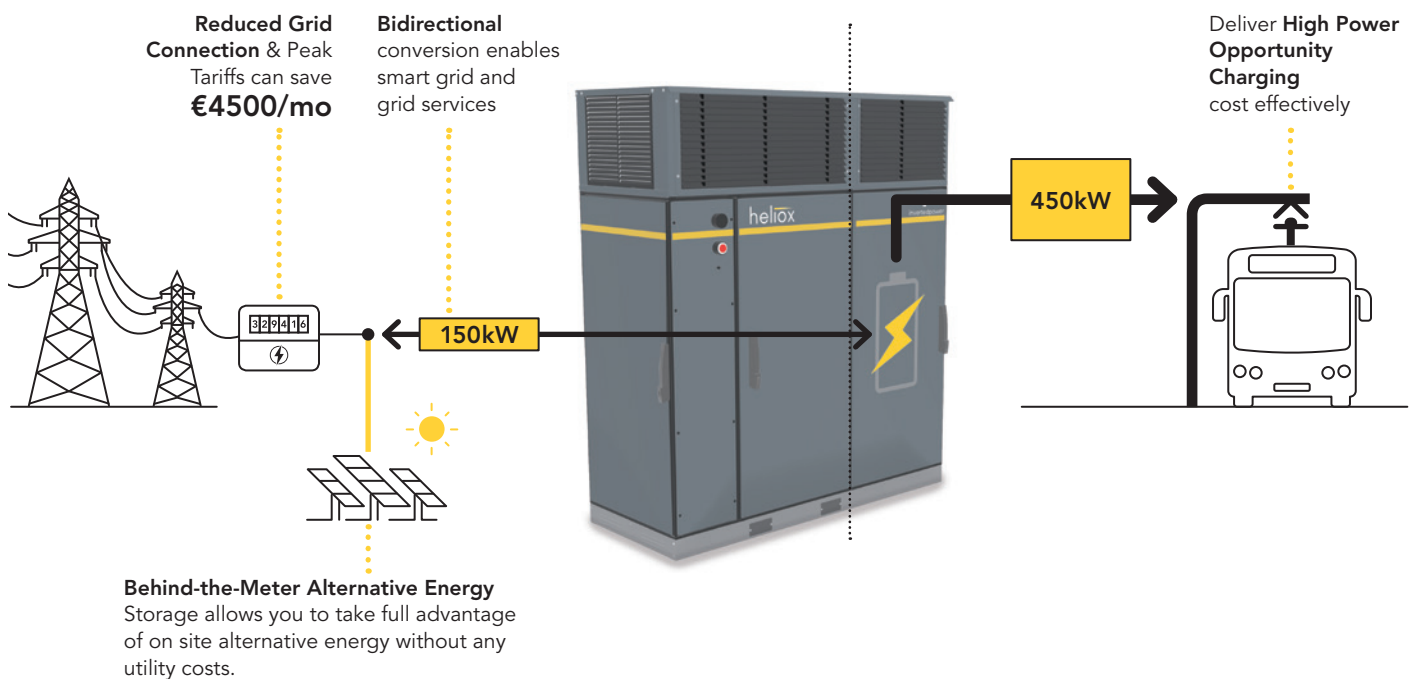 Reduced Grid
Connection & Peak
Tariffs can save
€4500/mo
Bidirectional
conversion enables
smart grid and
grid services
Deliver High Power
Opportunity
Charging
cost effectively
heliox
450kW
329416
150kW
Behind-the-Meter Alternative Energy
Storage allows you to take full advantage
of on site alternative energy without any
utility costs.